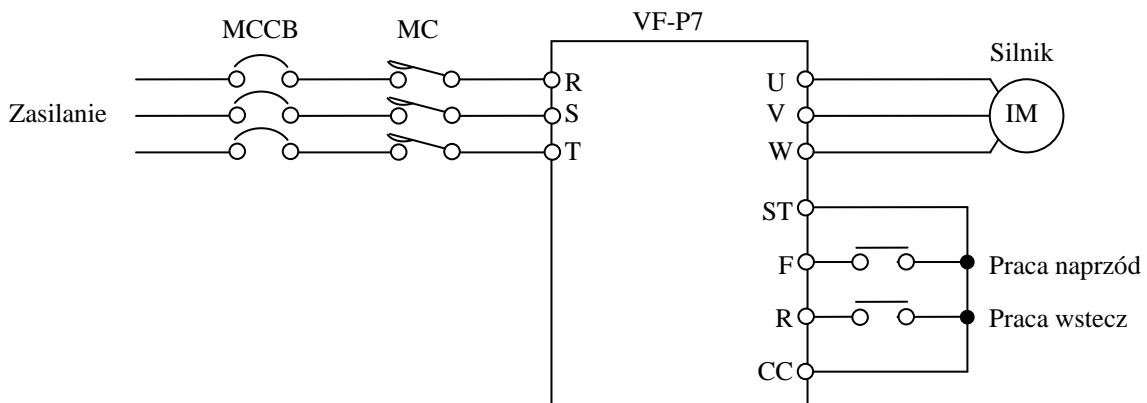 VF-P7
MCCB
MC
Silnik
Zasilanie
R
S
T
U
V
W
IM
ST
F
Praca naprzód
R
Praca wstecz
CC